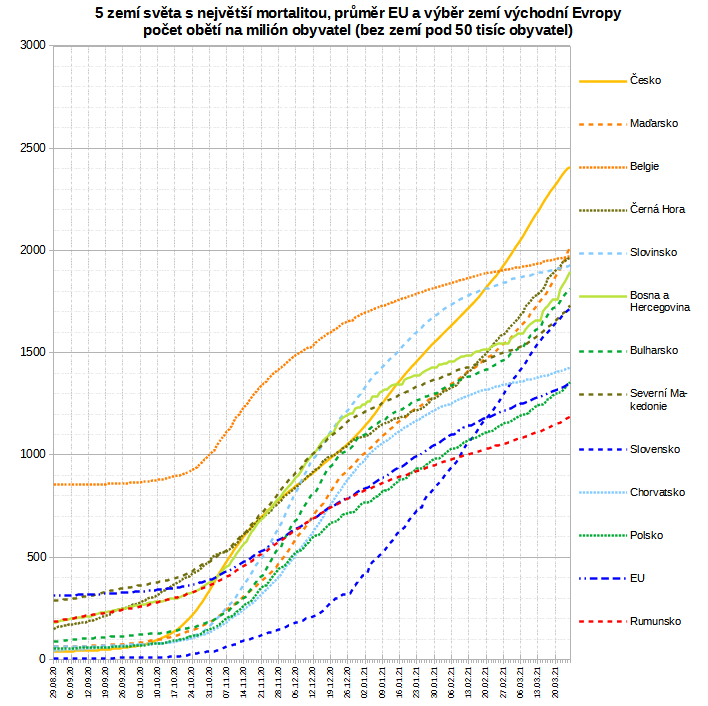 5 zemí světa s největší mortalitou, průměr EU a výběr zemí východní Evropy
počet obětí na milión obyvatel (bez zemí pod 50 tisíc obyvatel)
3000
2500
2000
1500
1000
500
0
Česko
Maďarsko
Belgie
Černá Hora
Slovinsko
Bosna a
Hercegovina
Bulharsko
Severní Ma-
kedonie
Slovensko
Chorvatsko
Polsko
EU
Rumunsko
29.08.20
05.09.20
12.09.20
19.09.20
26.09.20
03.10.20
10.10.20
17.10.20
24.10.20
31.10.20
07.11.20
14.11.20
21.11.20
28.11.20
05.12.20
12.12.20
19.12.20
26.12.20
02.01.21
09.01.21
16.01.21
23.01.21
30.01.21
06.02.21
13.02.21
20.02.21
27.02.21
06.03.21
13.03.21
20.03.21